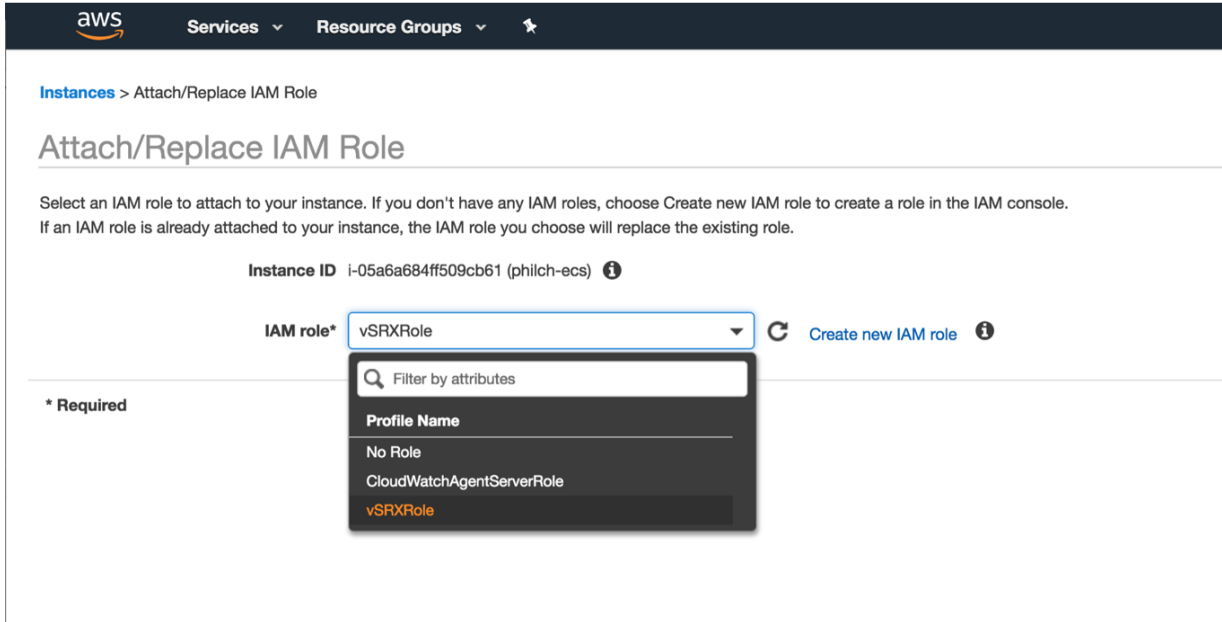 aws Services Resource Groups
Instances > Attach/Replace IAM Role
Attach/Replace IAM Role
Select an IAM role to attach to your instance. If you don't have any IAM roles, choose Create new IAM role to create a role in the IAM console.
If an IAM role is already attached to your instance, the IAM role you choose will replace the existing role.
Instance ID i-05a6a684ff509cb61 (philch-ecs)
IAM role* vSRXRole Create new IAM role
Filter by attributes
* Required
Profile Name
No Role
CloudWatchAgentServerRole
vSRXRole